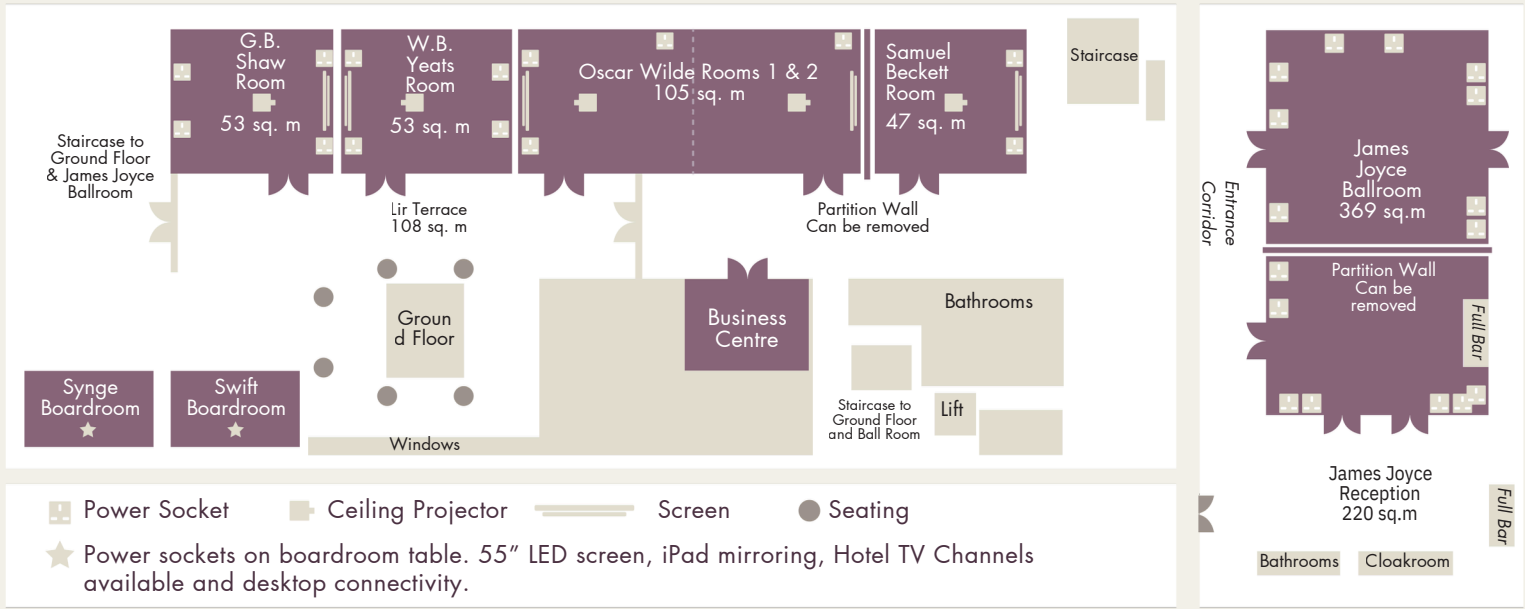 G.B.
Shaw
Room
53 sq. m
W.B.
Yeats
Room
53 sq. m
Oscar Wilde Rooms 1 & 2
105 sq. m
Samuel
Beckett
Room
47 sq. m
Staircase
Staircase to
Ground Floor
& James Joyce
Ballroom
Lir Terrace
108 sq. m
Partition Wall
Can be removed
Groun
d Floor
Business
Centre
Bathrooms
Synge
Boardroom
Swift
Boardroom
Windows
Staircase to
Ground Floor
and Ball Room
Lift
Power Socket
Ceiling Projector
Screen
Seating
Power sockets on boardroom table. 55” LED screen, iPad mirroring, Hotel TV Channels
available and desktop connectivity.
Entrance
Corridor
James
Joyce
Ballroom
369 sq.m
Partition Wall
Can be
removed
Full Bar
James Joyce
Reception
220 sq.m
Full Bar
Bathrooms
Cloakroom